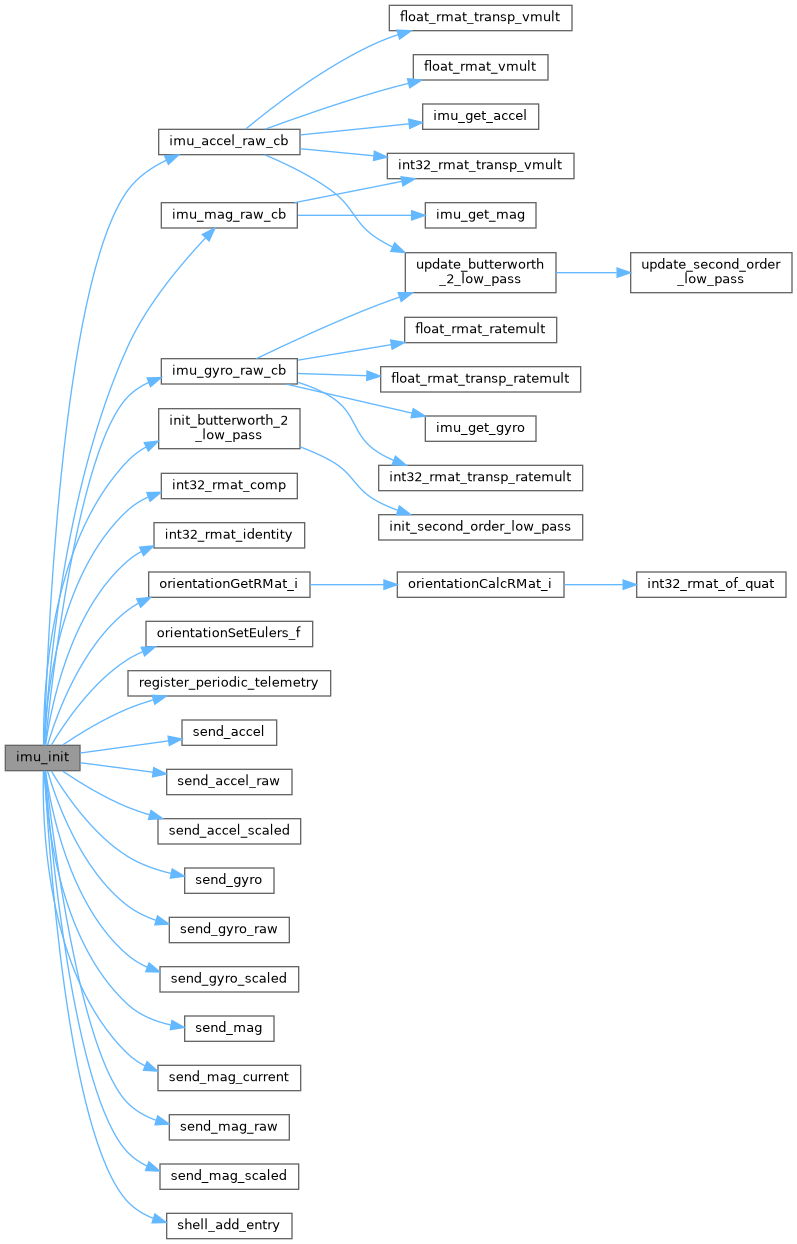 float_rmat_transp_vmult
float_rmat_vmult
imu_get_accel
imu_accel_raw_cb
int32_rmat_transp_vmult
imu_mag_raw_cb
imu_get_mag
update_butterworth
_2_low_pass
update_second_order
_low_pass
float_rmat_ratemult
imu_gyro_raw_cb
float_rmat_transp_ratemult
init_butterworth_2
_low_pass
imu_get_gyro
int32_rmat_comp
int32_rmat_transp_ratemult
init_second_order_low_pass
int32_rmat_identity
orientationGetRMat_i
orientationCalcRMat_i
int32_rmat_of_quat
orientationSetEulers_f
register_periodic_telemetry
send_accel
imu_init
send_accel_raw
send_accel_scaled
send_gyro
send_gyro_raw
send_gyro_scaled
send_mag
send_mag_current
send_mag_raw
send_mag_scaled
shell_add_entry